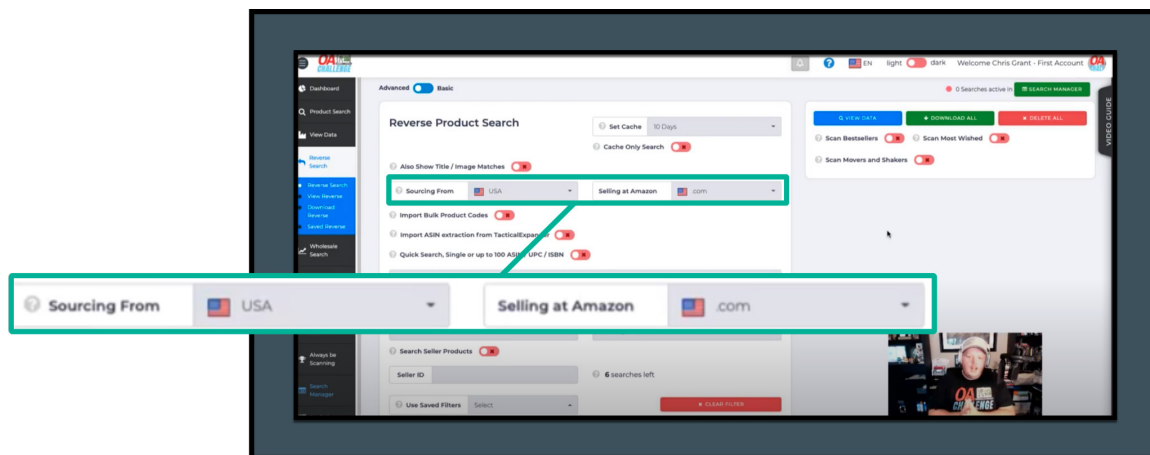 OA
CHALLENGE
EN light dark Welcome Chris Grant - First Account OA
Dashboard
Product Search
View Data
Reverse
Search
Reverse Search
View Reverse
Download
Reverse
Saved Reverse
Wholesale
Search
Always be
Scanning
Search
Manager
Advanced Basic
0 Searches active in SEARCH MANAGER
Reverse Product Search
Set Cache 10 Days
Cache Only Search
Also Show Title / Image Matches
Sourcing From USA Selling at Amazon .com
Import Bulk Product Codes
Import ASIN extraction from TacticalExpander
Quick Search, Single or up to 100 ASIN / UPC / ISBN
VIEW DATA DOWNLOAD ALL DELETE ALL
Scan Bestsellers Scan Most Wished
Scan Movers and Shakers
VIDEO GUIDE
Sourcing From USA Selling at Amazon .com
Search Seller Products
Seller ID 6 searches left
Use Saved Filters Select CLEAR FILTER
OA
CHALLENGE